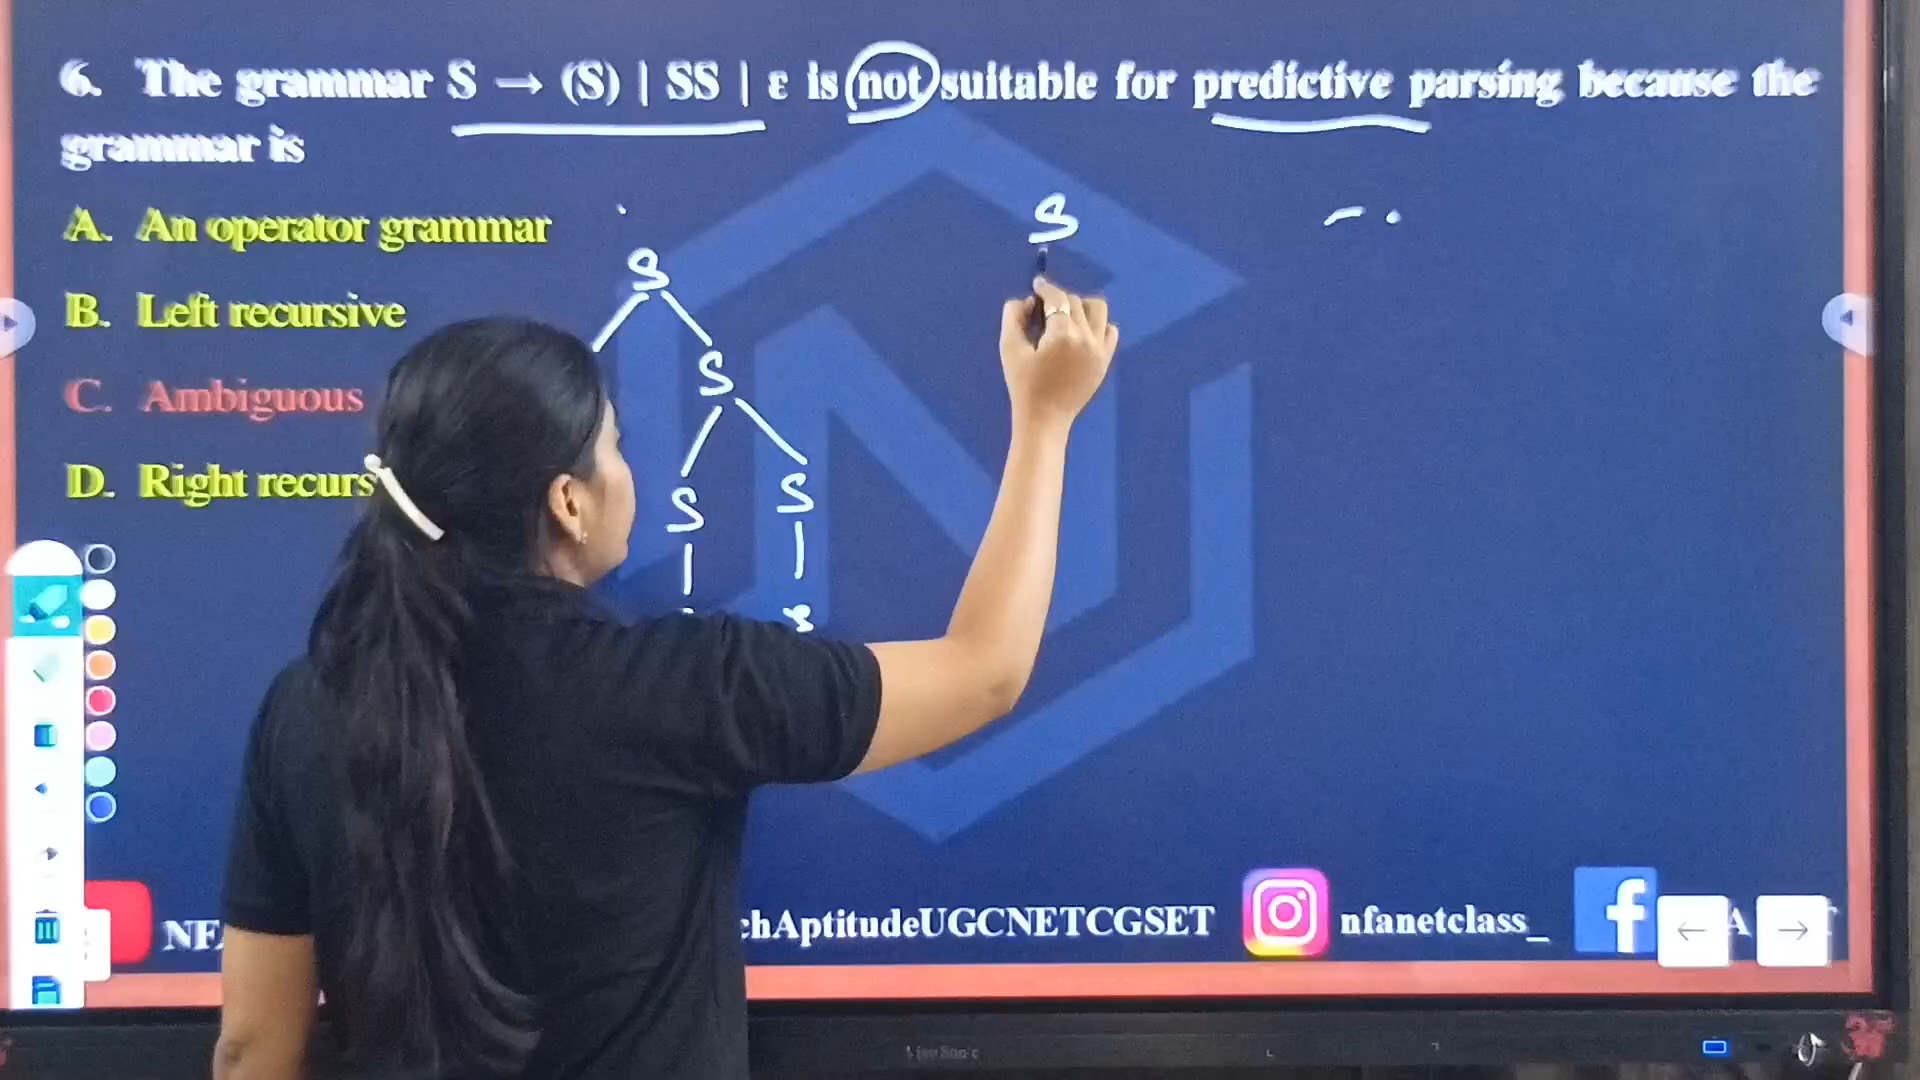 6. The grammar S → (S) | SS | ε is not suitable for predictive parsing because the
grammar is
A. An operator grammar
B. Left recursive
C. Ambiguous
D. Right recurs
S
S
S
S S
NFA
chAptitudeUGCNETCGSET
nfanetclass_